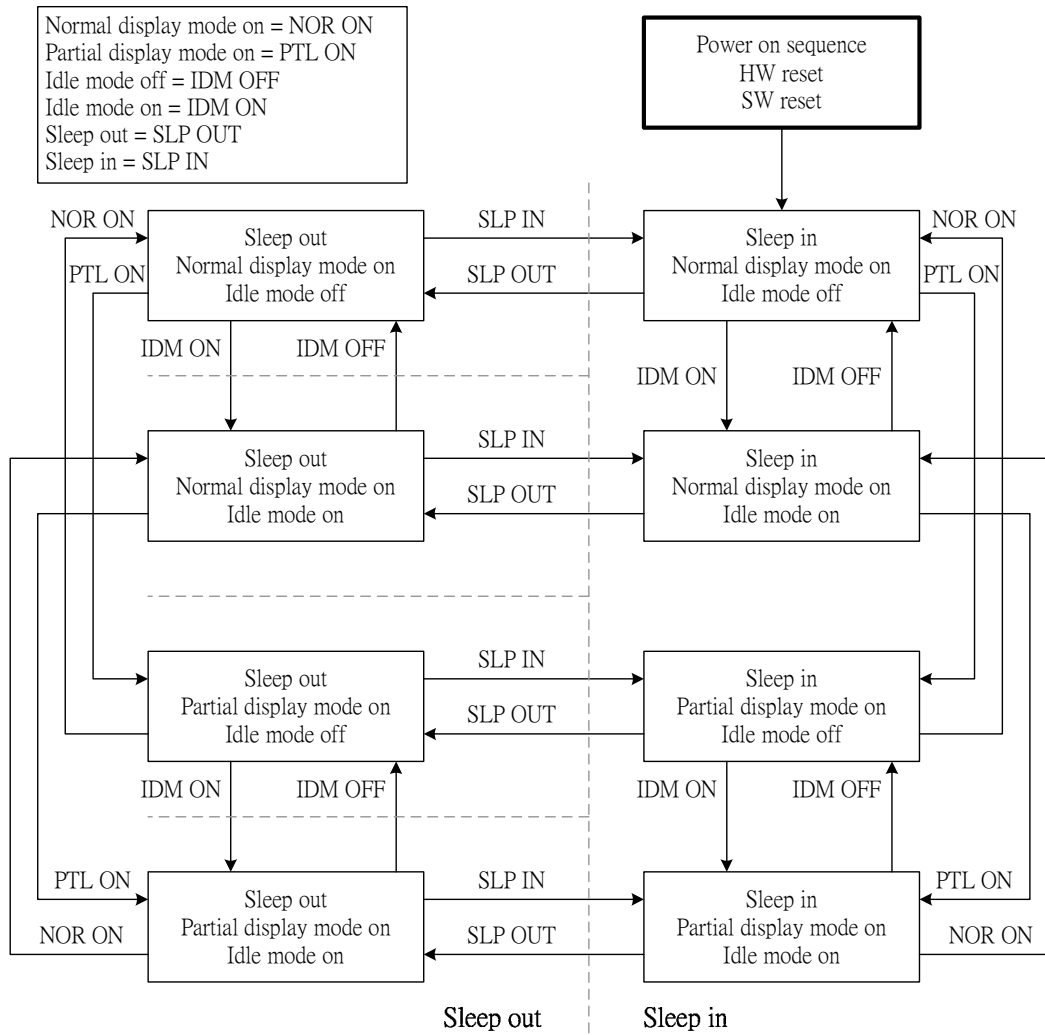 Normal display mode on = NOR ON
Partial display mode on = PTL ON
Idle mode off = IDM OFF
Idle mode on = IDM ON
Sleep out = SLP OUT
Sleep in = SLP IN
Power on sequence
HW reset
SW reset
NOR ON
PTL ON
Sleep out
Normal display mode on
Idle mode off
SLP IN
SLP OUT
Sleep in
Normal display mode on
Idle mode off
NOR ON
PTL ON
IDM ON
IDM OFF
IDM ON
IDM OFF
Sleep out
Normal display mode on
Idle mode on
SLP IN
SLP OUT
Sleep in
Normal display mode on
Idle mode on
Sleep out
Partial display mode on
Idle mode off
SLP IN
SLP OUT
Sleep in
Partial display mode on
Idle mode off
IDM ON
IDM OFF
IDM ON
IDM OFF
PTL ON
NOR ON
Sleep out
Partial display mode on
Idle mode on
SLP IN
SLP OUT
Sleep in
Partial display mode on
Idle mode on
PTL ON
NOR ON
Sleep out
Sleep in